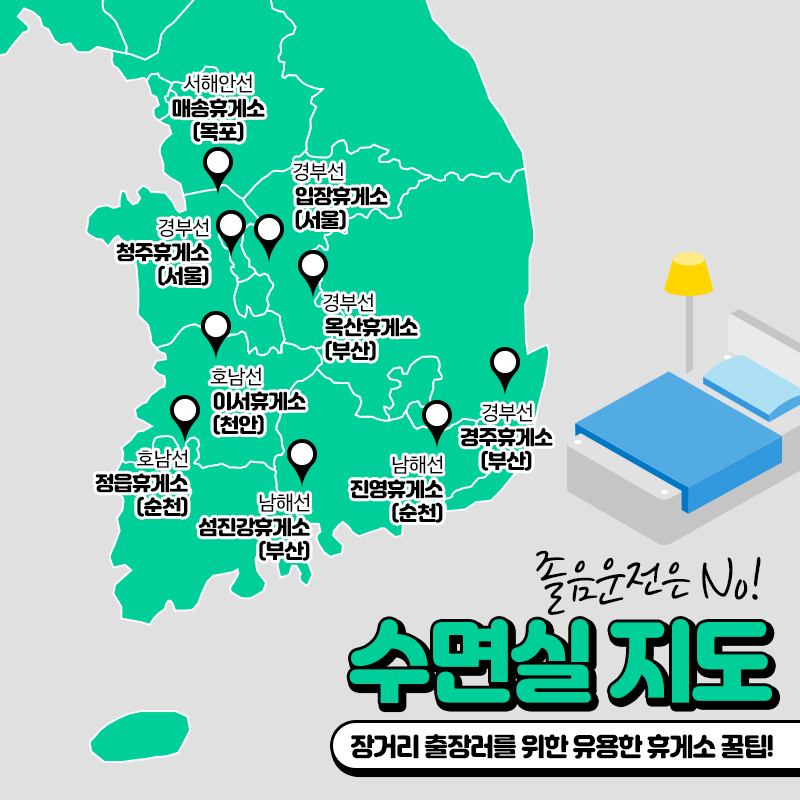 서해안선
매송휴게소
(목포)
경부선
입장휴게소
(서울)
경부선
청주휴게소
(서울)
경부선
옥산휴게소
(부산)
호남선
이서휴게소
(천안)
경부선
경주휴게소
(부산)
호남선
정읍휴게소
(순천)
남해선
진영휴게소
(순천)
남해선
섬진강휴게소
(부산)
졸음운전은 No!
수면실 지도
장거리 출장러를 위한 유용한 휴게소 꿀팁!